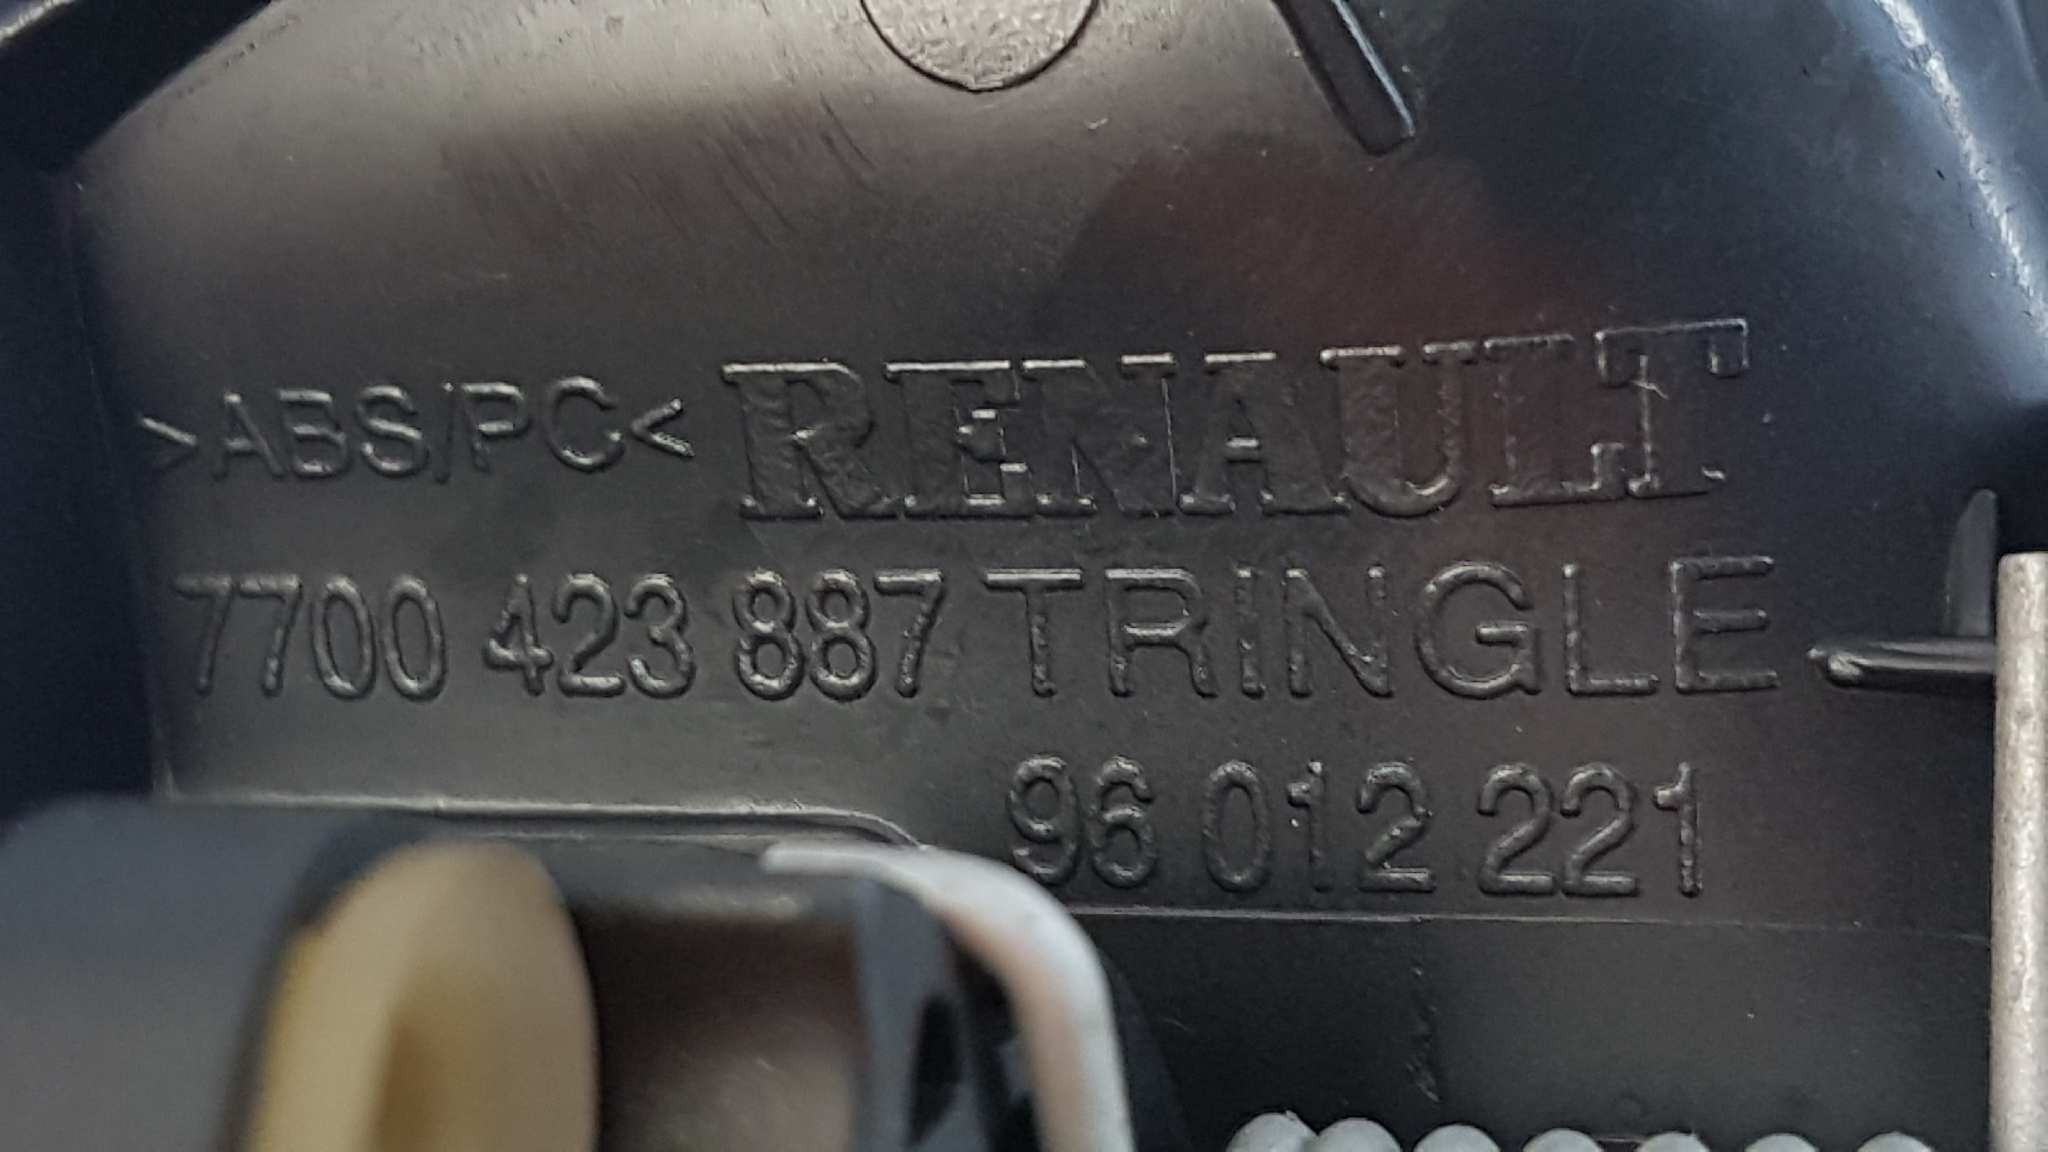 >ABS/PC< RENAULT
7700 423 887 TRINGLE
96 012 221